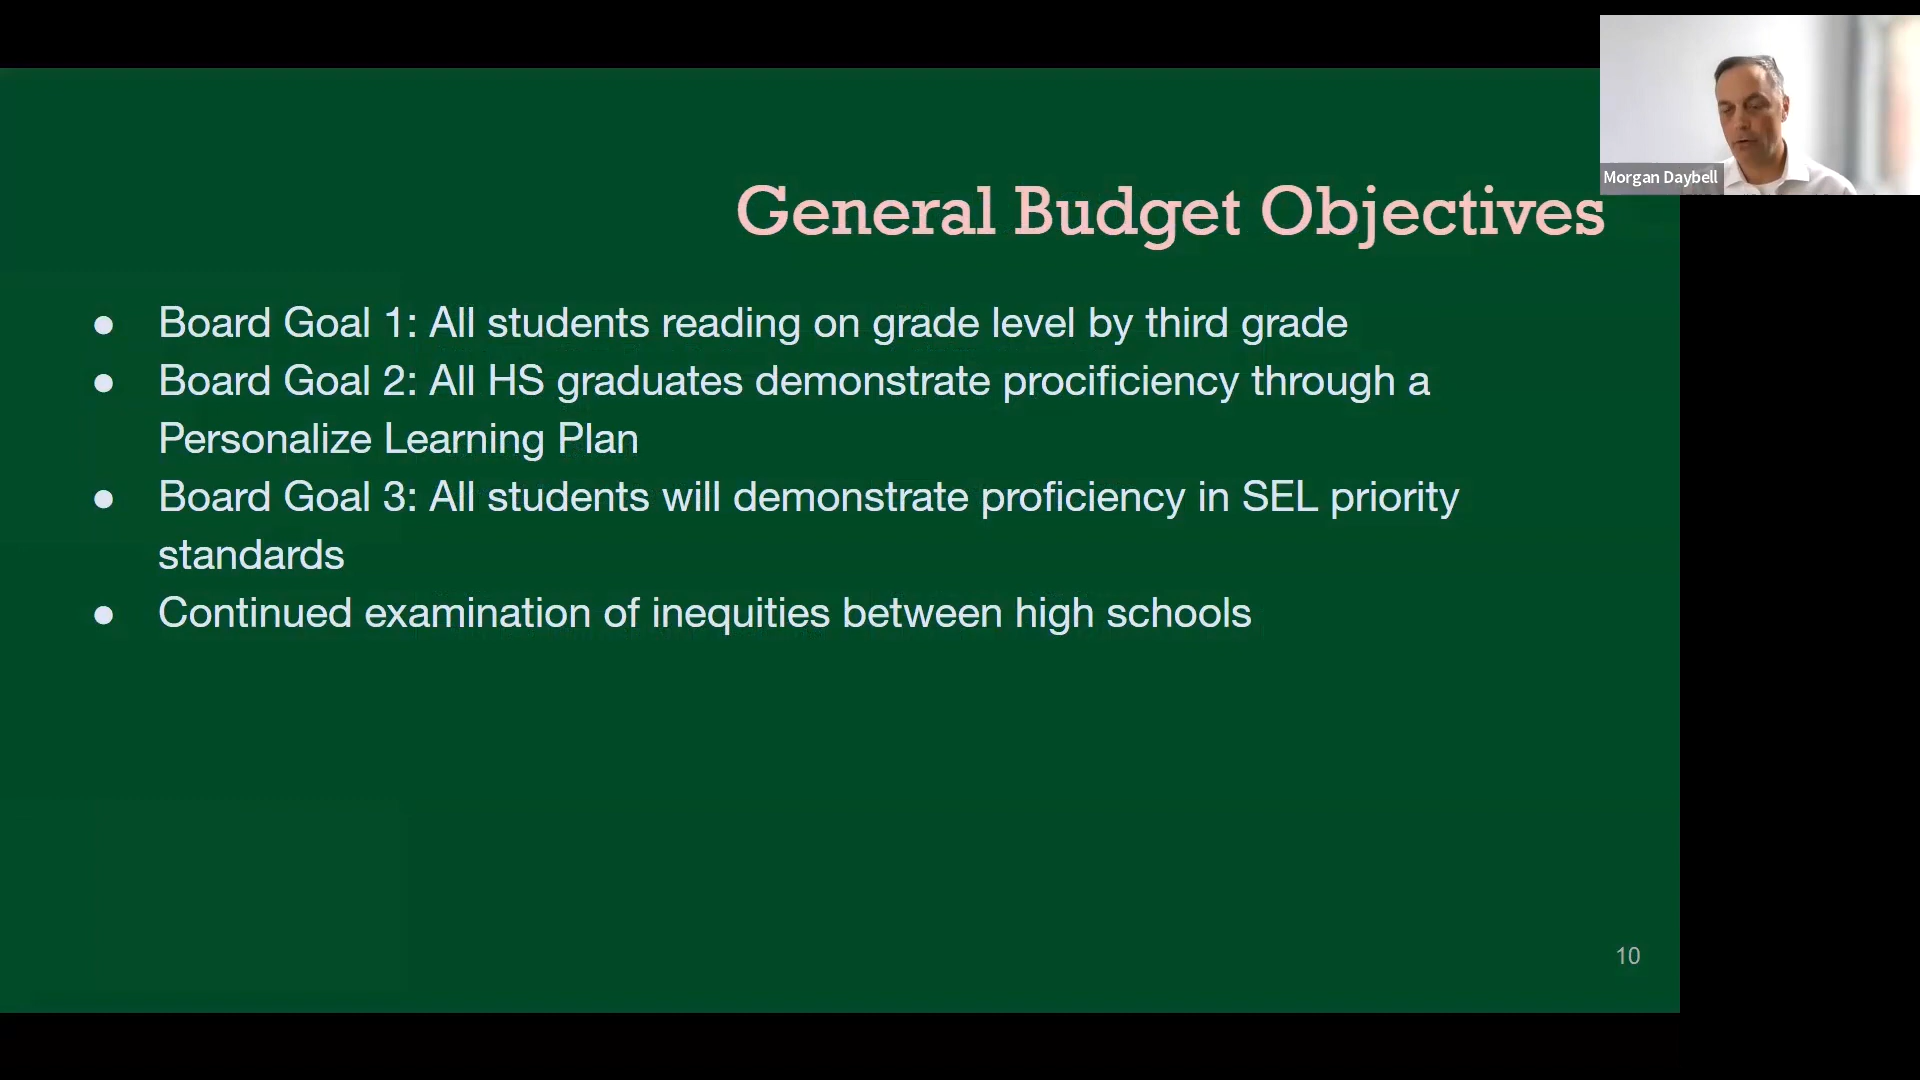 Morgan Daybell
General Budget Objectives
● Board Goal 1: All students reading on grade level by third grade
● Board Goal 2: All HS graduates demonstrate procificiency through a
Personalize Learning Plan
● Board Goal 3: All students will demonstrate proficiency in SEL priority
standards
● Continued examination of inequities between high schools
10